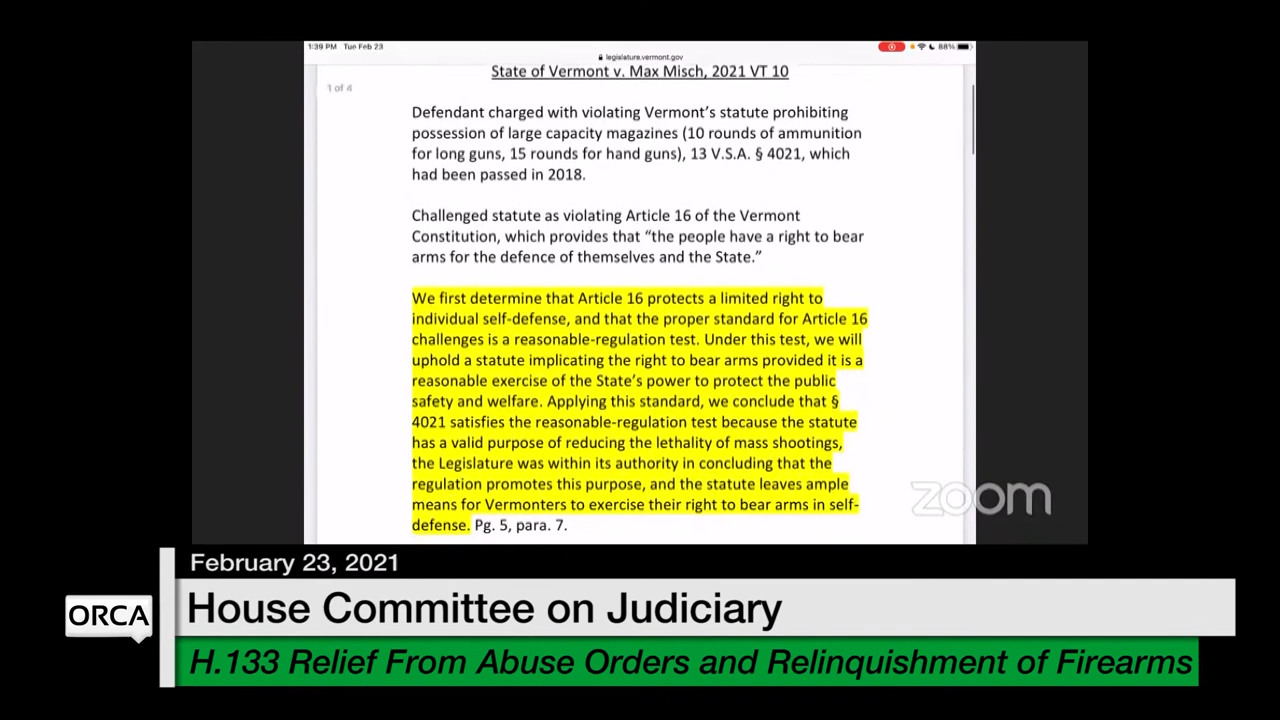 1:39 PM Tue Feb 23
legislature.vermont.gov
88%
State of Vermont v. Max Misch, 2021 VT 10
1 of 4
Defendant charged with violating Vermont’s statute prohibiting
possession of large capacity magazines (10 rounds of ammunition
for long guns, 15 rounds for hand guns), 13 V.S.A. § 4021, which
had been passed in 2018.
Challenged statute as violating Article 16 of the Vermont
Constitution, which provides that “the people have a right to bear
arms for the defence of themselves and the State.”
We first determine that Article 16 protects a limited right to
individual self-defense, and that the proper standard for Article 16
challenges is a reasonable-regulation test. Under this test, we will
uphold a statute implicating the right to bear arms provided it is a
reasonable exercise of the State’s power to protect the public
safety and welfare. Applying this standard, we conclude that §
4021 satisfies the reasonable-regulation test because the statute
has a valid purpose of reducing the lethality of mass shootings,
the Legislature was within its authority in concluding that the
regulation promotes this purpose, and the statute leaves ample
means for Vermonters to exercise their right to bear arms in self-
defense. Pg. 5, para. 7.
zoom
February 23, 2021
ORCA
House Committee on Judiciary
H.133 Relief From Abuse Orders and Relinquishment of Firearms